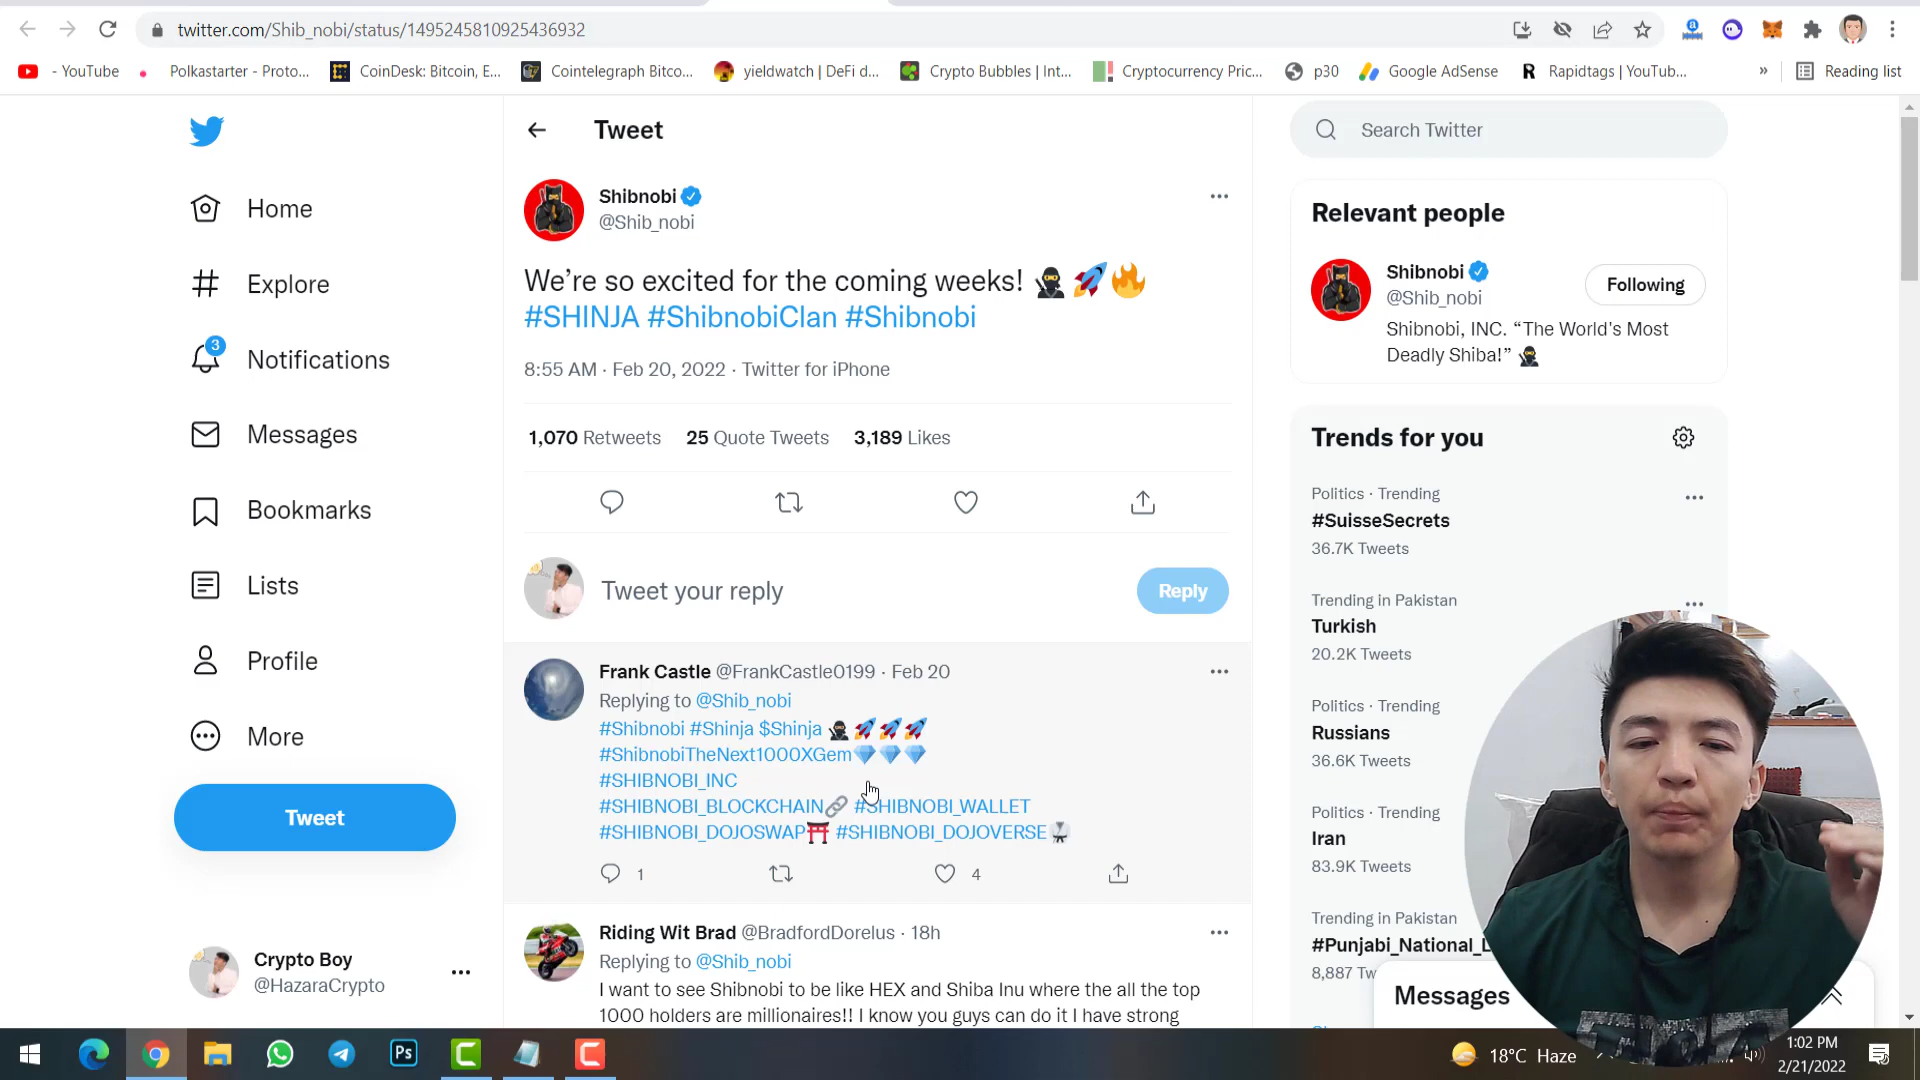 twitter.com/Shib_nobi/status/1495245810925436932
- YouTube
Polkastarter - Proto...
CoinDesk: Bitcoin, E...
Cointelegraph Bitco...
yieldwatch | DeFi d...
Crypto Bubbles | Int...
Cryptocurrency Pric...
p30
Google AdSense
Rapidtags | YouTub...
»
Reading list
Home
Explore
3
Notifications
Messages
Bookmarks
Lists
Profile
More
Tweet
Crypto Boy
@HazaraCrypto
Tweet
Shibnobi
@Shib_nobi
We’re so excited for the coming weeks! 🥷🚀🔥
#SHINJA #ShibnobiClan #Shibnobi
8:55 AM · Feb 20, 2022 · Twitter for iPhone
1,070 Retweets 25 Quote Tweets 3,189 Likes
Tweet your reply
Reply
Frank Castle @FrankCastle0199 · Feb 20
Replying to @Shib_nobi
#Shibnobi #Shinja $Shinja 🥷🚀🚀🚀
#ShibnobiTheNext1000XGem💎💎💎
#SHIBNOBI_INC
#SHIBNOBI_BLOCKCHAIN🔗 #SHIBNOBI_WALLET
#SHIBNOBI_DOJOSWAP⛩️ #SHIBNOBI_DOJOVERSE🥋
1
4
Riding Wit Brad @BradfordDorelus · 18h
Replying to @Shib_nobi
I want to see Shibnobi to be like HEX and Shiba Inu where the all the top
1000 holders are millionaires!! I know you guys can do it I have strong
Search Twitter
Relevant people
Shibnobi
@Shib_nobi
Following
Shibnobi, INC. “The World's Most
Deadly Shiba!” 🥷
Trends for you
Politics · Trending
#SuisseSecrets
36.7K Tweets
Trending in Pakistan
Turkish
20.2K Tweets
Politics · Trending
Russians
36.6K Tweets
Politics · Trending
Iran
83.9K Tweets
Trending in Pakistan
#Punjabi_National_
8,887 Tw
Messages
Ps
18°C Haze
1:02 PM
2/21/2022